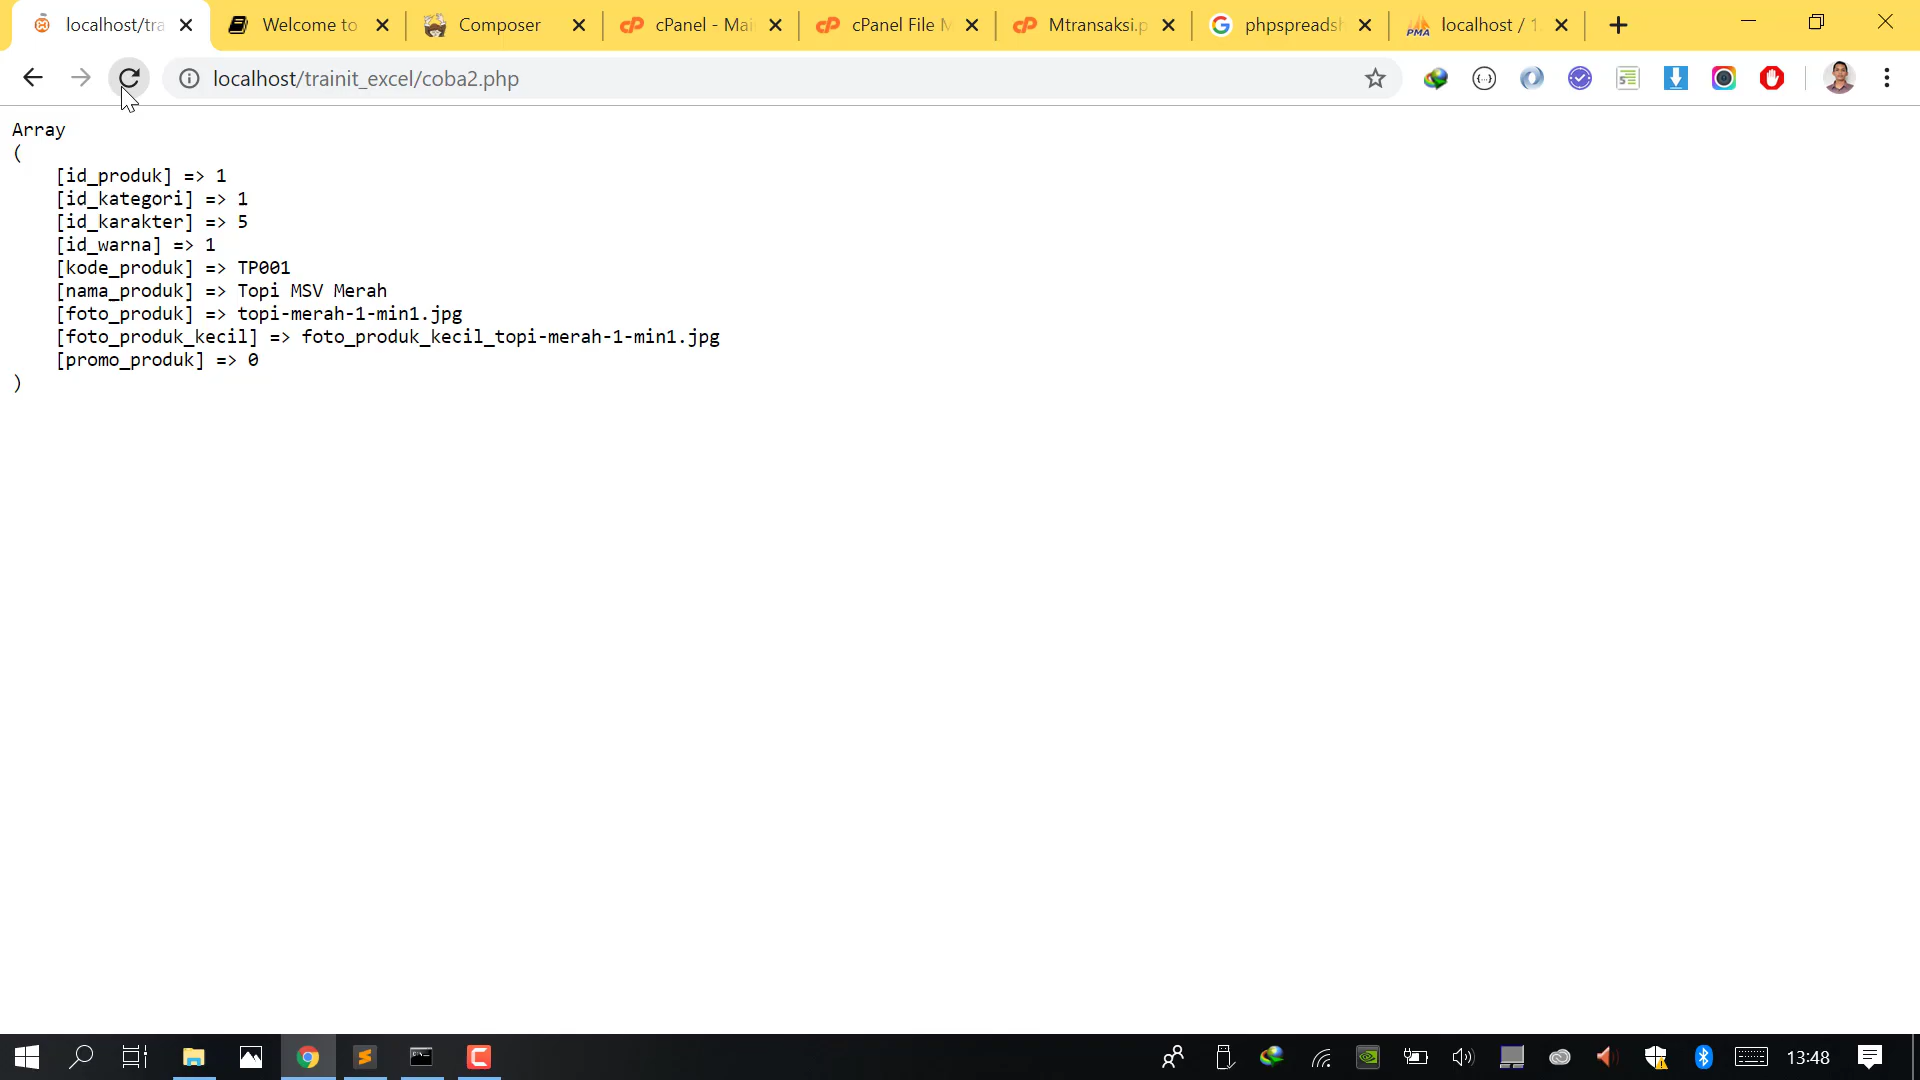 localhost/tra
Welcome to
Composer
cPanel - Mai
cPanel File M
Mtransaksi.p
phpspreadsh
localhost / 1
localhost/trainit_excel/coba2.php
Array
(
[id_produk] => 1
[id_kategori] => 1
[id_karakter] => 5
[id_warna] => 1
[kode_produk] => TP001
[nama_produk] => Topi MSV Merah
[foto_produk] => topi-merah-1-min1.jpg
[foto_produk_kecil] => foto_produk_kecil_topi-merah-1-min1.jpg
[promo_produk] => 0
)
13:48